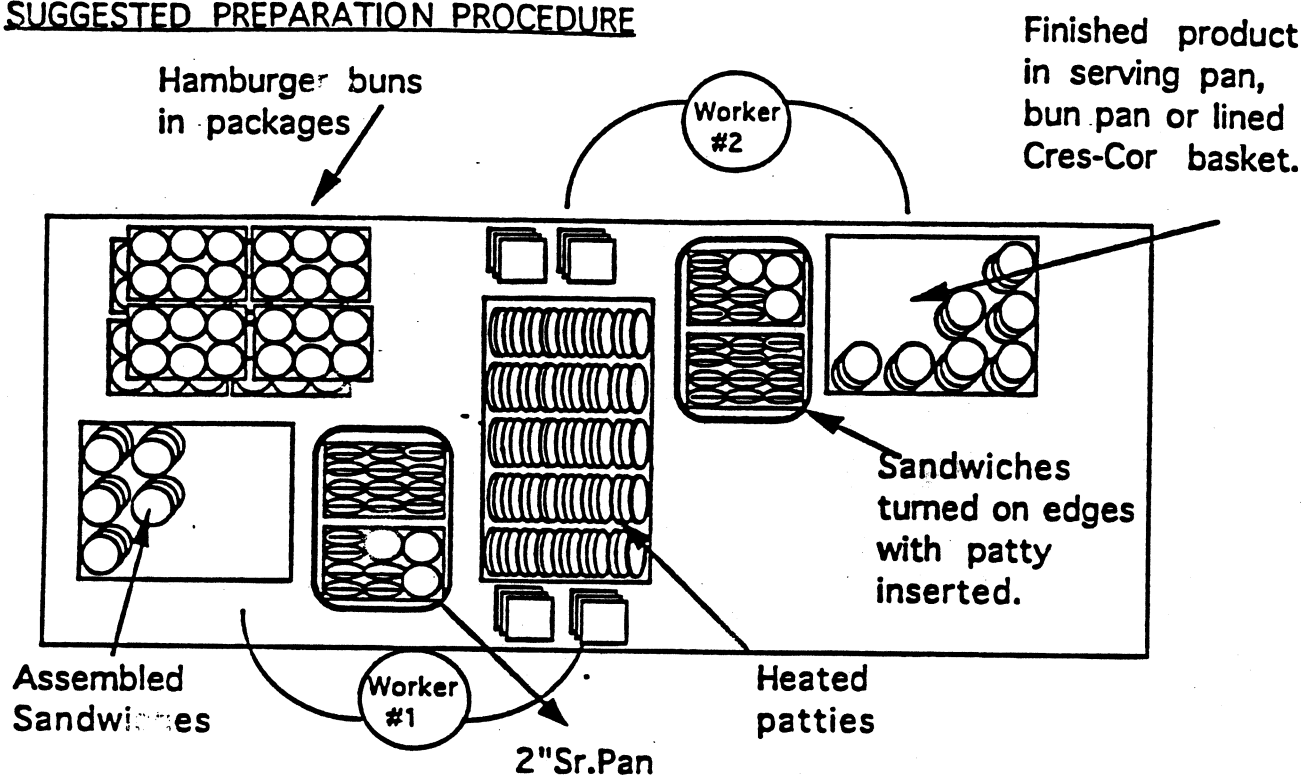 SUGGESTED PREPARATION PROCEDURE
Finished product
in serving pan,
bun pan or lined
Cres-Cor basket.
Hamburger buns
in packages
Worker
#2
Sandwiches
turned on edges
with patty
inserted.
Assembled
Sandwiches
Worker
#1
2"Sr.Pan
Heated
patties